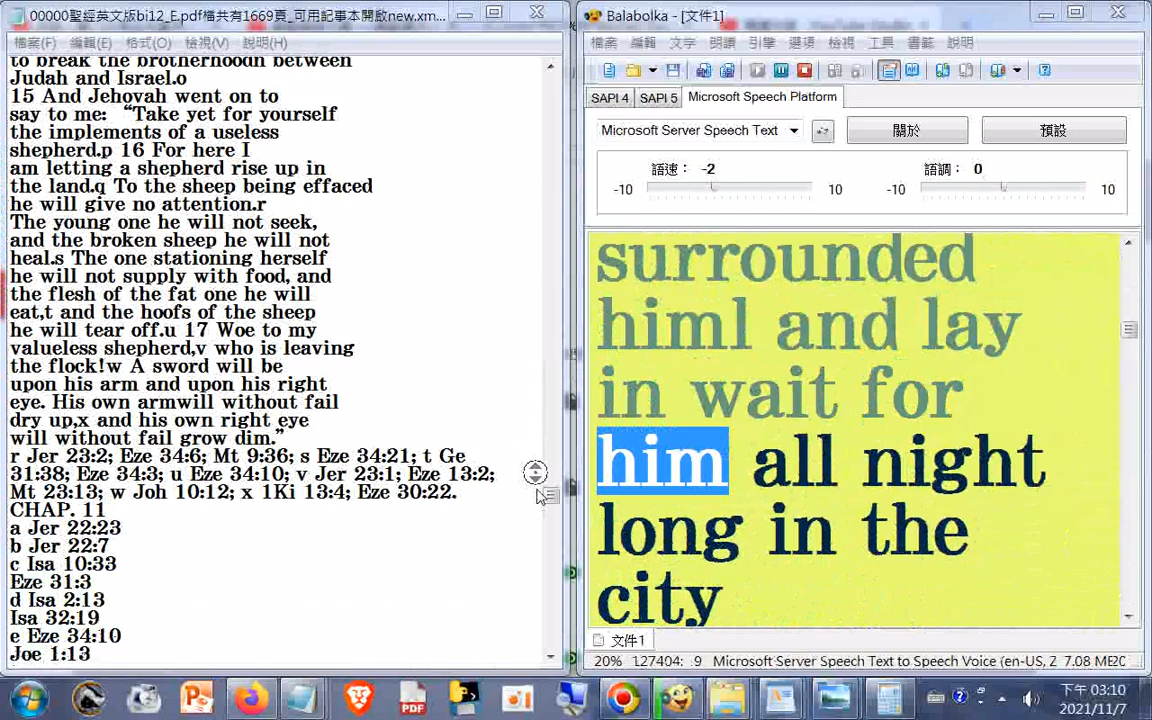 00000聖經英文版bi12_E.pdf檔共有1669頁_可用記事本開啟new.xm...
檔案(F) 編輯(E) 格式(O) 檢視(V) 說明(H)
to break the brotherhoodn between
Judah and Israel.o
15 And Jehovah went on to
say to me: “Take yet for yourself
the implements of a useless
shepherd.p 16 For here I
am letting a shepherd rise up in
the land.q To the sheep being effaced
he will give no attention.r
The young one he will not seek,
and the broken sheep he will not
heal.s The one stationing herself
he will not supply with food, and
the flesh of the fat one he will
eat,t and the hoofs of the sheep
he will tear off.u 17 Woe to my
valueless shepherd,v who is leaving
the flock!w A sword will be
upon his arm and upon his right
eye. His own armwill without fail
dry up,x and his own right eye
will without fail grow dim.”
r Jer 23:2; Eze 34:6; Mt 9:36; s Eze 34:21; t Ge
31:38; Eze 34:3; u Eze 34:10; v Jer 23:1; Eze 13:2;
Mt 23:13; w Joh 10:12; x 1Ki 13:4; Eze 30:22.
CHAP. 11
a Jer 22:23
b Jer 22:7
c Isa 10:33
Eze 31:3
d Isa 2:13
Isa 32:19
e Eze 34:10
Joe 1:13
Balabolka - [文件1]
檔案 編輯 文字 朗讀 引擎 選項 檢視 工具 書籤 說明
SAPI 4 SAPI 5 Microsoft Speech Platform
Microsoft Server Speech Text 關於 預設
語速： -2 語調： 0
-10 10 -10 10
surrounded
himl and lay
in wait for
him all night
long in the
city
文件1
20% 127404: 9 Microsoft Server Speech Text to Speech Voice (en-US, Z 7.08 ME20
PDF
下午 03:10
2021/11/7